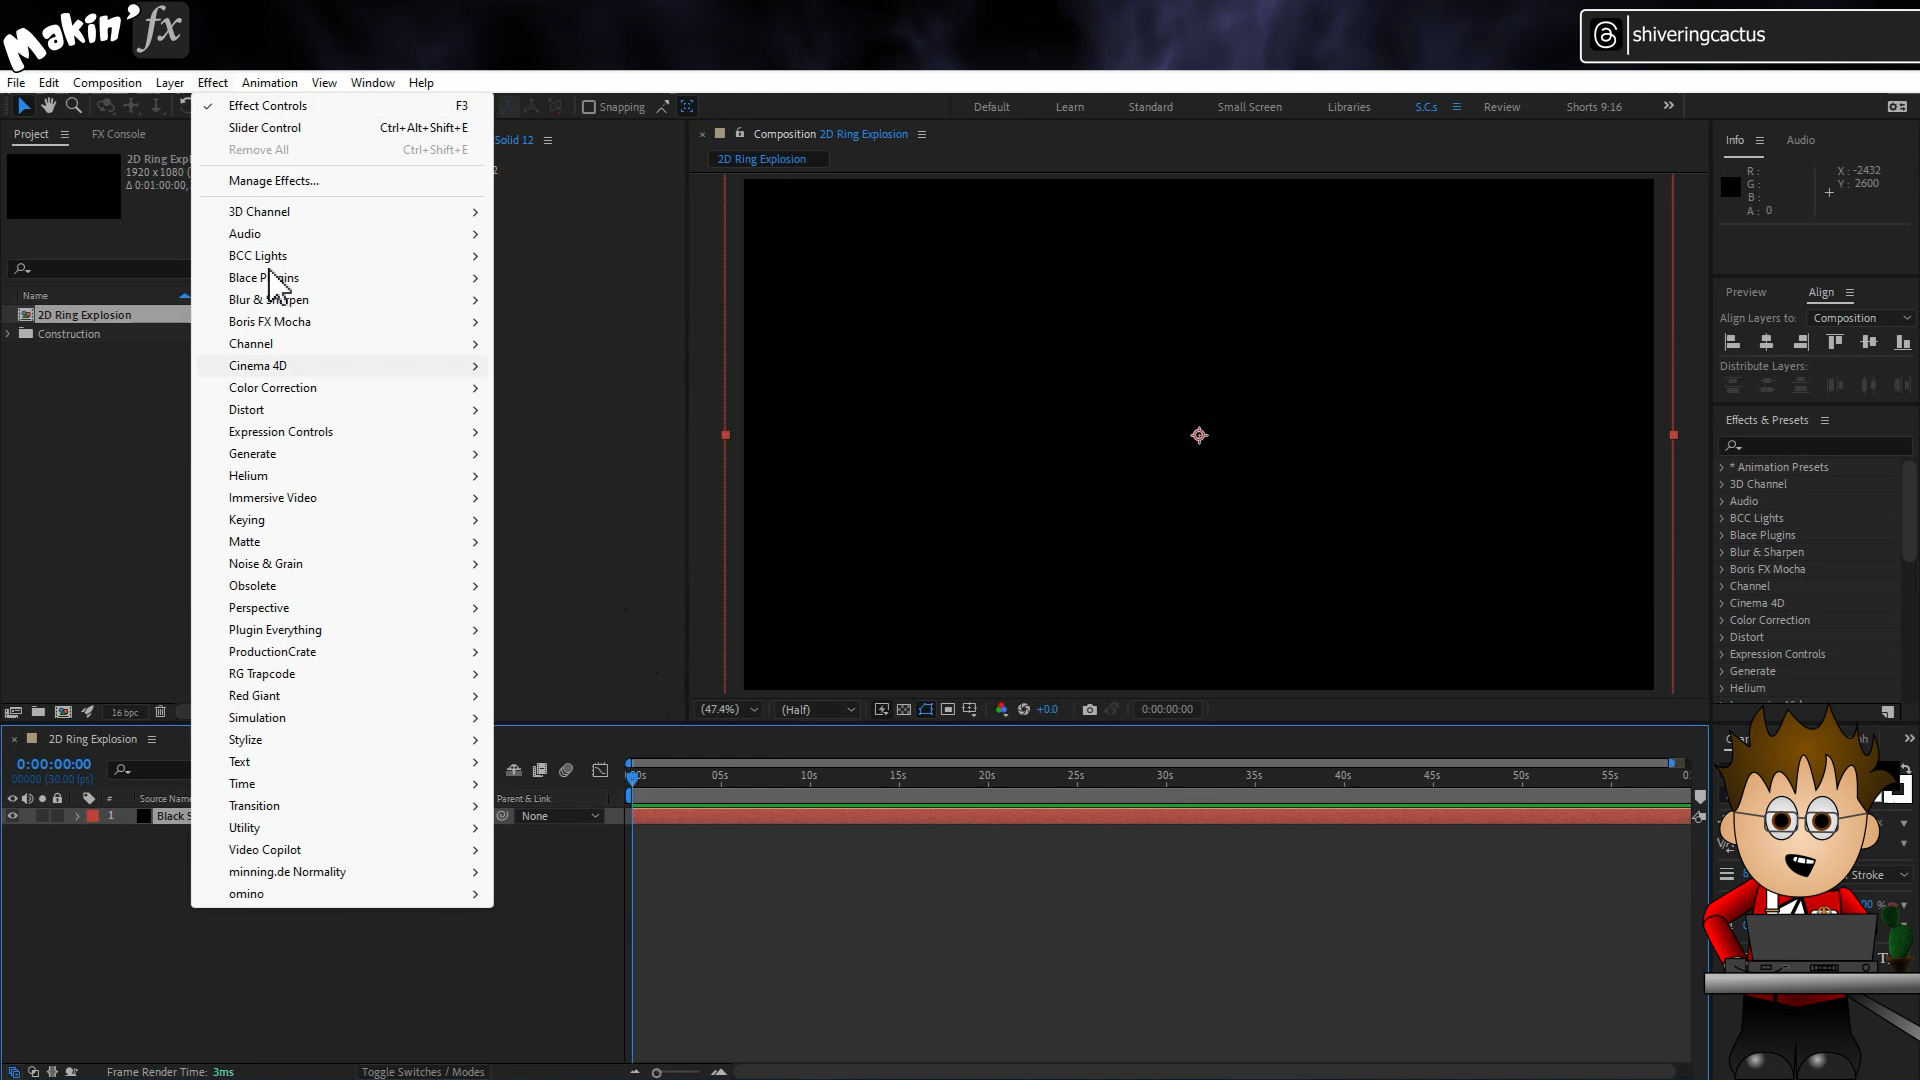 Makin' fx
shiveringcactus
File Edit Composition Layer Effect Animation View Window Help
Snapping
Default Learn Standard Small Screen Libraries S.C.s Review Shorts 9:16
Project FX Console
2D Ring Expl
1920 x 1080 (
Δ 0:01:00:00,
Name
2D Ring Explosion
Construction
Effect Controls F3
Slider Control Ctrl+Alt+Shift+E
Remove All Ctrl+Shift+E
Manage Effects...
3D Channel
Audio
BCC Lights
Blace Plugins
Blur & Sharpen
Boris FX Mocha
Channel
Cinema 4D
Color Correction
Distort
Expression Controls
Generate
Helium
Immersive Video
Keying
Matte
Noise & Grain
Obsolete
Perspective
Plugin Everything
ProductionCrate
RG Trapcode
Red Giant
Simulation
Stylize
Text
Time
Transition
Utility
Video Copilot
minning.de Normality
omino
Solid 12
2
Composition 2D Ring Explosion
2D Ring Explosion
(47.4%) (Half) +0.0 0:00:00:00
Info Audio
R :
G :
B :
A : 0
X : -2432
Y : 2600
Preview Align
Align Layers to: Composition
Distribute Layers:
Effects & Presets
* Animation Presets
3D Channel
Audio
BCC Lights
Blace Plugins
Blur & Sharpen
Boris FX Mocha
Channel
Cinema 4D
Color Correction
Distort
Expression Controls
Generate
Helium
16 bpc
2D Ring Explosion
0:00:00:00
00000 (30.00 fps)
# Source Name Parent & Link
1 Black S None
00s 05s 10s 15s 20s 25s 30s 35s 40s 45s 50s 55s 0
Stroke
Frame Render Time: 3ms
Toggle Switches / Modes